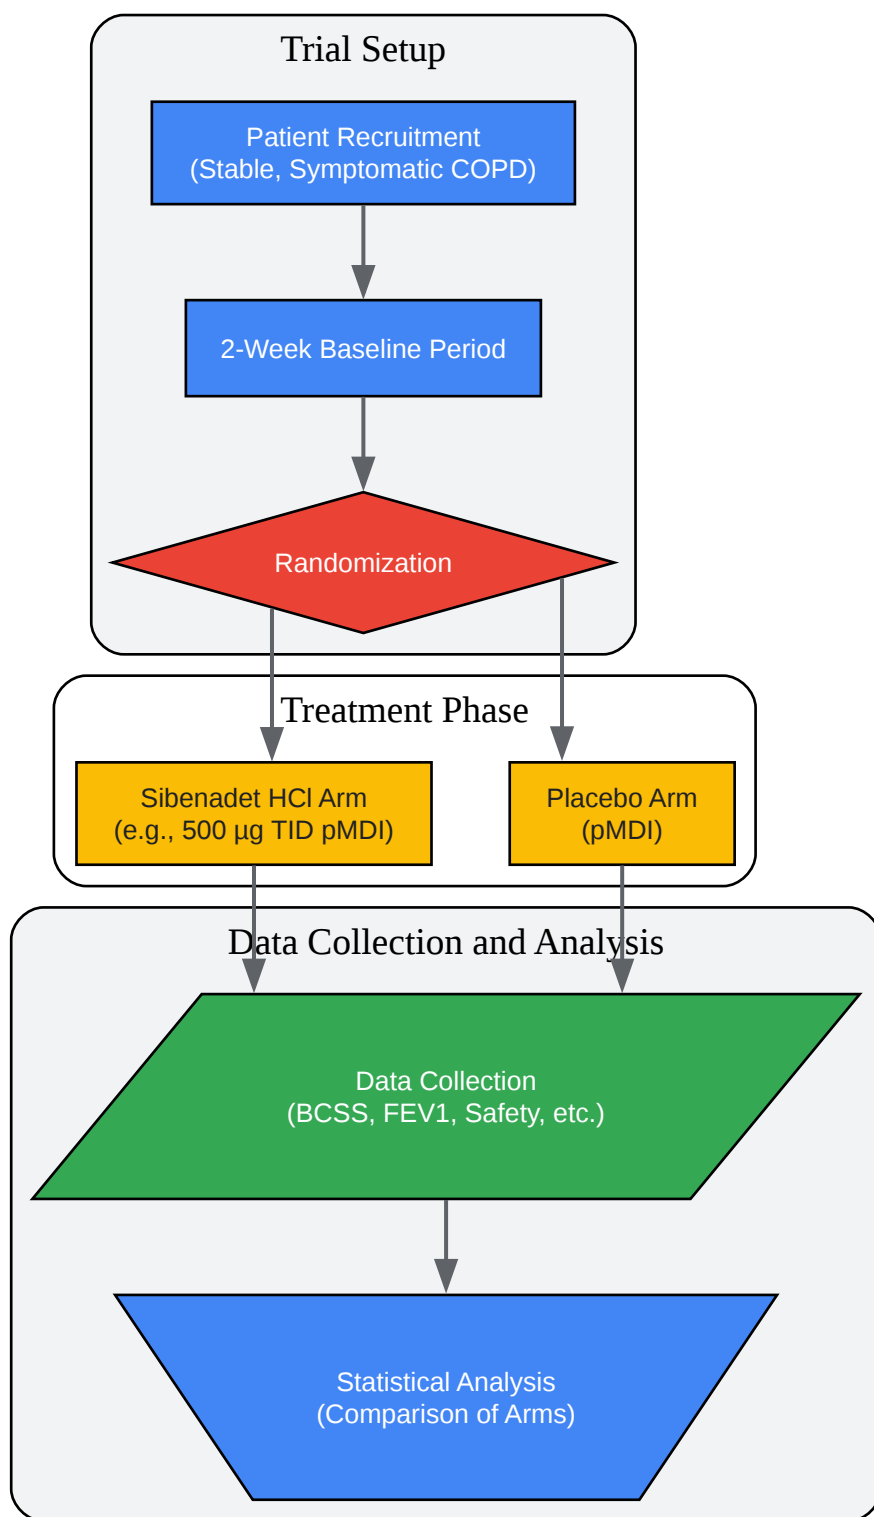 Trial Setup
Patient Recruitment
(Stable, Symptomatic COPD)
2-Week Baseline Period
Randomization
Treatment Phase
Sibenadet HCl Arm
(e.g., 500 µg TID pMDI)
Placebo Arm
(pMDI)
Data Collection and Analysis
Data Collection
(BCSS, FEV1, Safety, etc.)
Statistical Analysis
(Comparison of Arms)